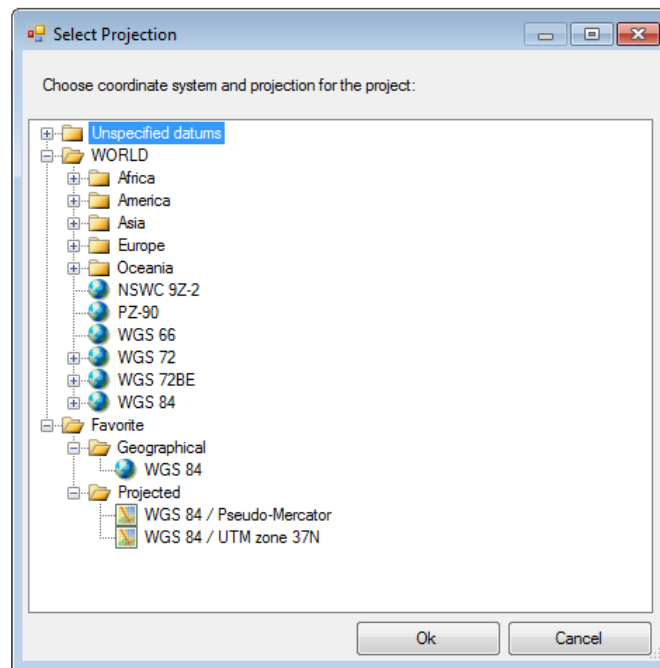 Select Projection
Choose coordinate system and projection for the project:
Unspecified datums
WORLD
Africa
America
Asia
Europe
Oceania
NSWC 9Z-2
PZ-90
WGS 66
WGS 72
WGS 72BE
WGS 84
Favorite
Geographical
WGS 84
Projected
WGS 84 / Pseudo-Mercator
WGS 84 / UTM zone 37N
Ok Cancel